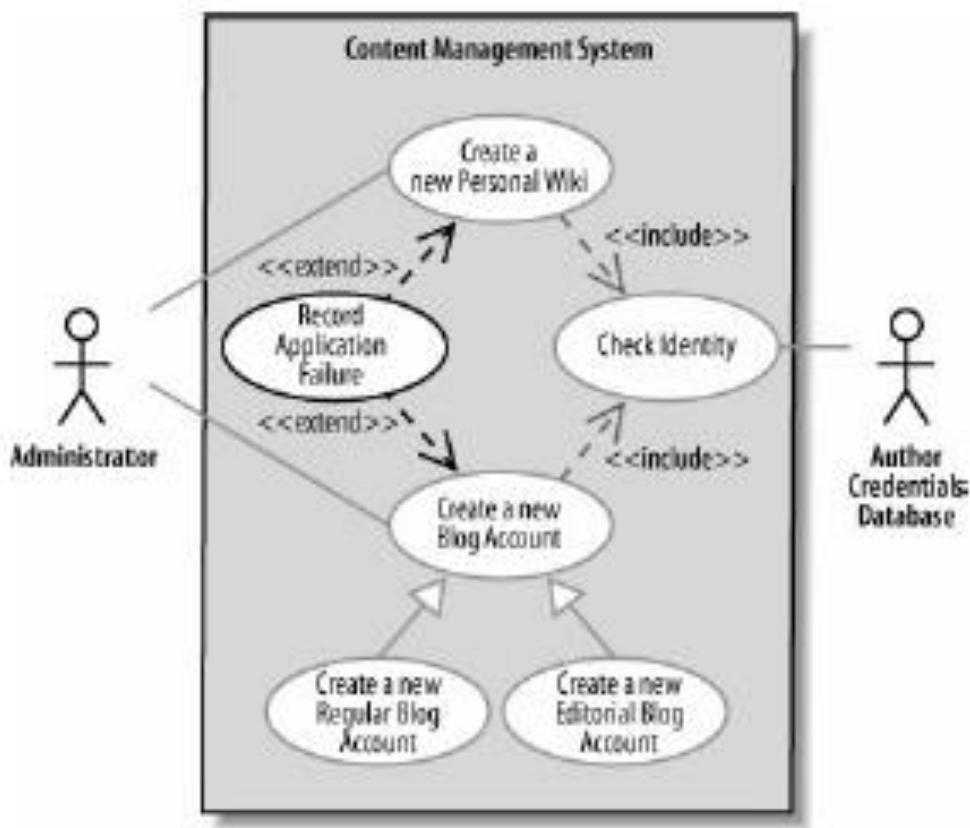 Content Management System
Create a
new Personal Wiki
<<include>>
<<extend>>
Record
Application
Failure
Check Identity
<<extend>>
<<include>>
Administrator
Author
Credentials
Database
Create a new
Blog Account
Create a new
Regular Blog
Account
Create a new
Editorial Blog
Account